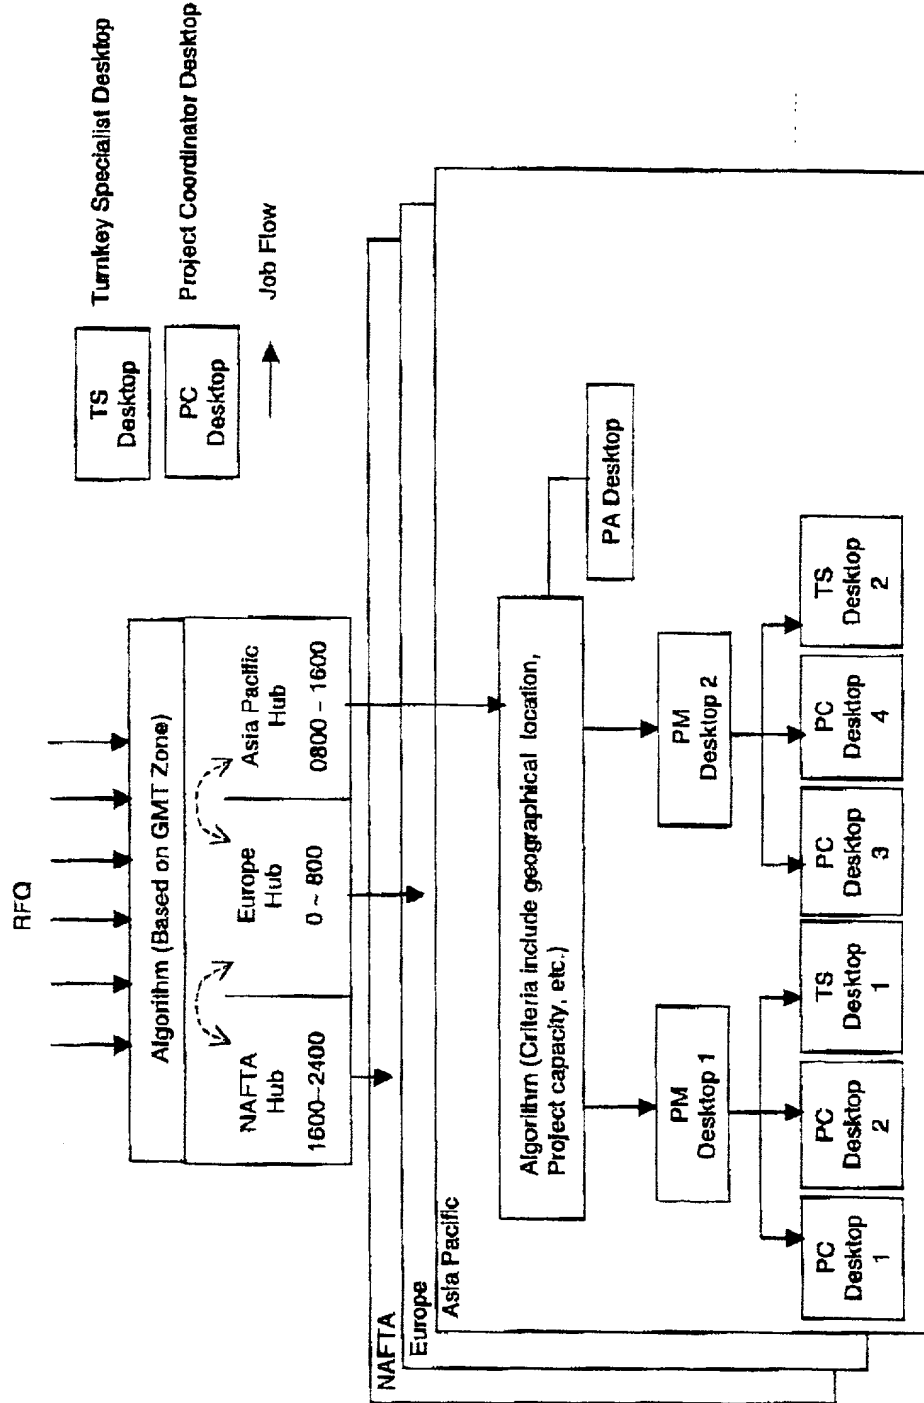 RFQ
Algorithm (Based on GMT Zone)
NAFTA
Hub
1600–2400
Europe
Hub
0 ~ 800
Asia Pacific
Hub
0800 – 1600
TS
Desktop
Turnkey Specialist Desktop
PC
Desktop
Project Coordinator Desktop
Job Flow
NAFTA
Europe
Asia Pacific
Algorithm (Criteria include geographical location,
Project capacity, etc.)
PA Desktop
PM
Desktop 1
PM
Desktop 2
PC
Desktop
1
PC
Desktop
2
TS
Desktop
1
PC
Desktop
3
PC
Desktop
4
TS
Desktop
2